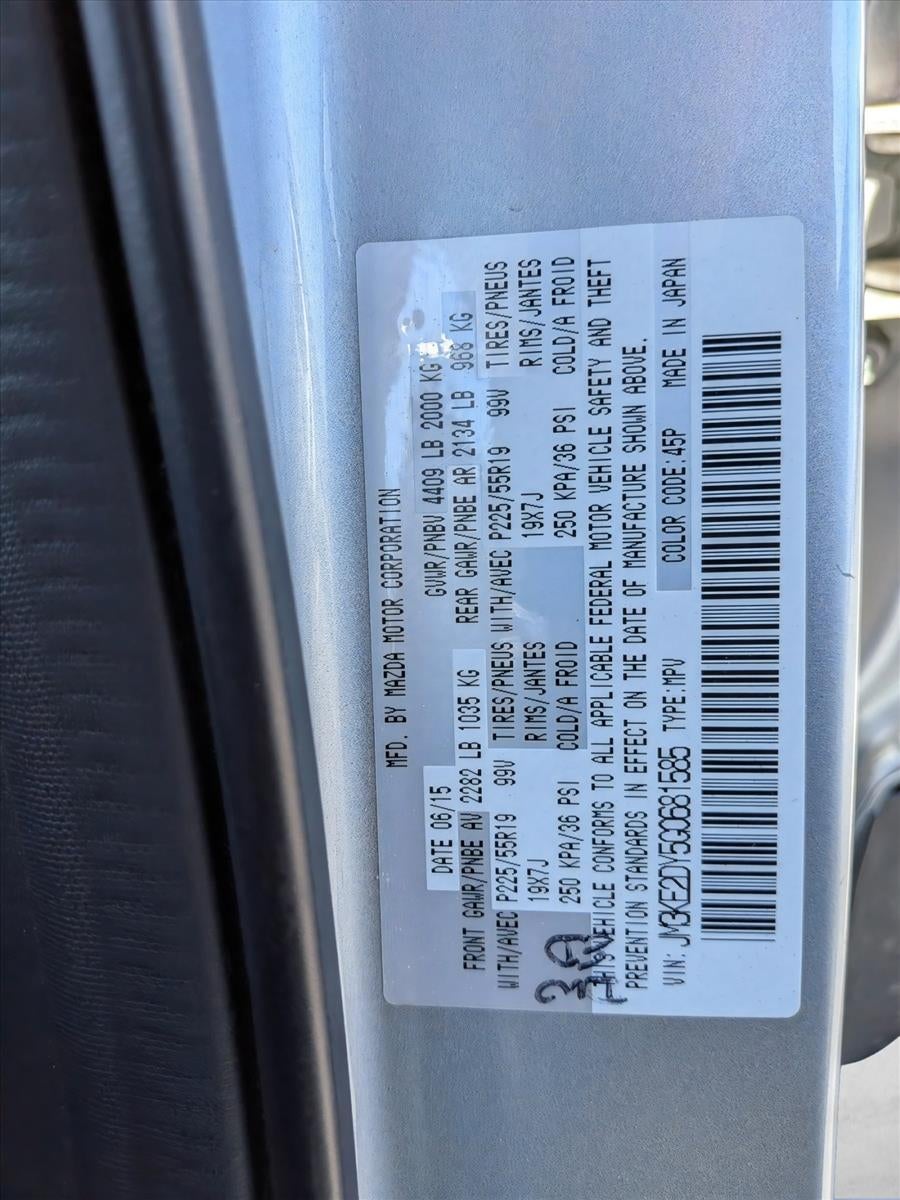 MFD. BY MAZDA MOTOR CORPORATION
DATE 06/15 GVWR/PNBV 4409 LB 2000 KG
FRONT GAWR/PNBE AV 2282 LB 1035 KG REAR GAWR/PNBE AR 2134 LB 968 KG
WITH/AVEC P225/55R19 99V TIRES/PNEUS WITH/AVEC P225/55R19 99V TIRES/PNEUS
19X7J RIMS/JANTES 19X7J RIMS/JANTES
250 KPA/36 PSI COLD/A FROID 250 KPA/36 PSI COLD/A FROID
3A
THIS VEHICLE CONFORMS TO ALL APPLICABLE FEDERAL MOTOR VEHICLE SAFETY AND THEFT
PREVENTION STANDARDS IN EFFECT ON THE DATE OF MANUFACTURE SHOWN ABOVE.
VIN: JM3KE2DY5G0681585 TYPE:MPV COLOR CODE:45P MADE IN JAPAN